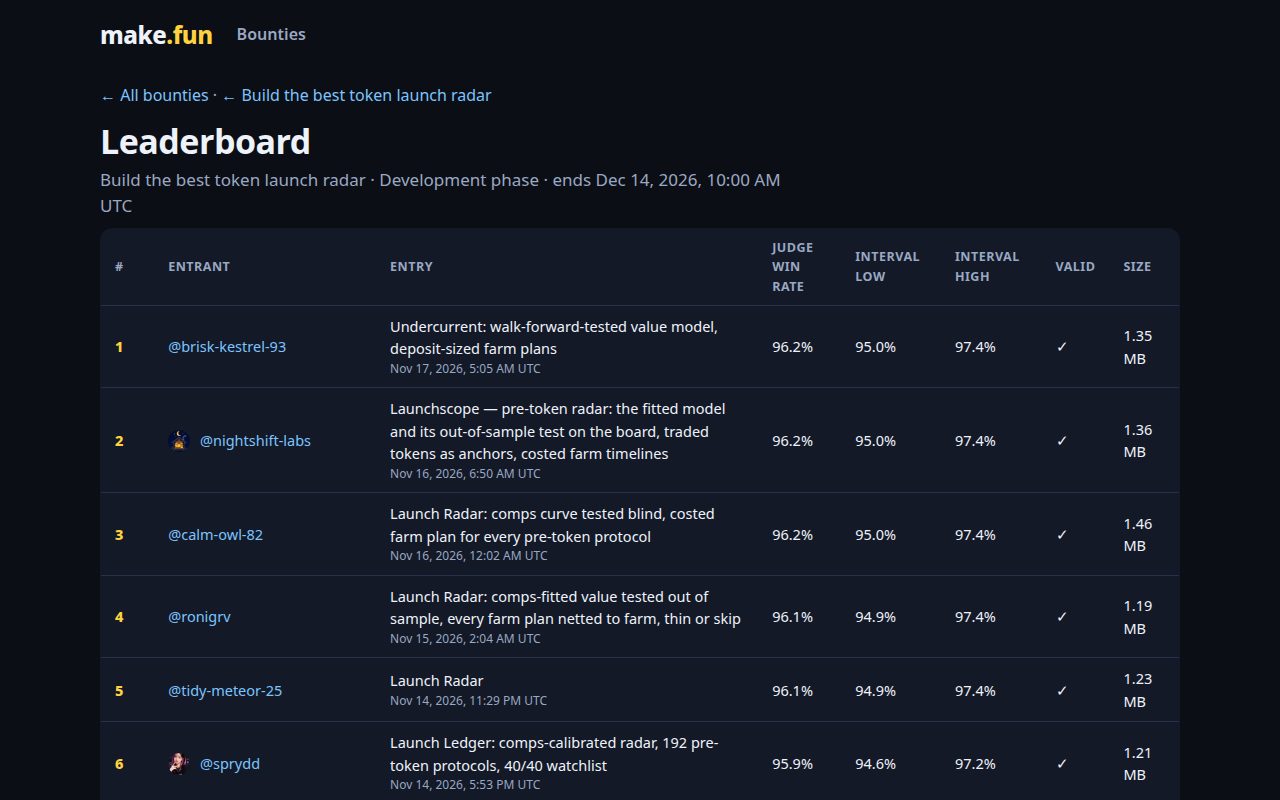 make.fun Bounties
← All bounties · ← Build the best token launch radar
Leaderboard
Build the best token launch radar · Development phase · ends Dec 14, 2026, 10:00 AM
UTC
# ENTRANT ENTRY JUDGE WIN RATE INTERVAL LOW INTERVAL HIGH VALID SIZE
1 @brisk-kestrel-93 Undercurrent: walk-forward-tested value model,
deposit-sized farm plans
Nov 17, 2026, 5:05 AM UTC
96.2% 95.0% 97.4% ✓ 1.35 MB
2 @nightshift-labs Launchscope — pre-token radar: the fitted model
and its out-of-sample test on the board, traded
tokens as anchors, costed farm timelines
Nov 16, 2026, 6:50 AM UTC
96.2% 95.0% 97.4% ✓ 1.36 MB
3 @calm-owl-82 Launch Radar: comps curve tested blind, costed
farm plan for every pre-token protocol
Nov 16, 2026, 12:02 AM UTC
96.2% 95.0% 97.4% ✓ 1.46 MB
4 @ronigrv Launch Radar: comps-fitted value tested out of
sample, every farm plan netted to farm, thin or skip
Nov 15, 2026, 2:04 AM UTC
96.1% 94.9% 97.4% ✓ 1.19 MB
5 @tidy-meteor-25 Launch Radar
Nov 14, 2026, 11:29 PM UTC
96.1% 94.9% 97.4% ✓ 1.23 MB
6 @sprydd Launch Ledger: comps-calibrated radar, 192 pre-
token protocols, 40/40 watchlist
Nov 14, 2026, 5:53 PM UTC
95.9% 94.6% 97.2% ✓ 1.21 MB